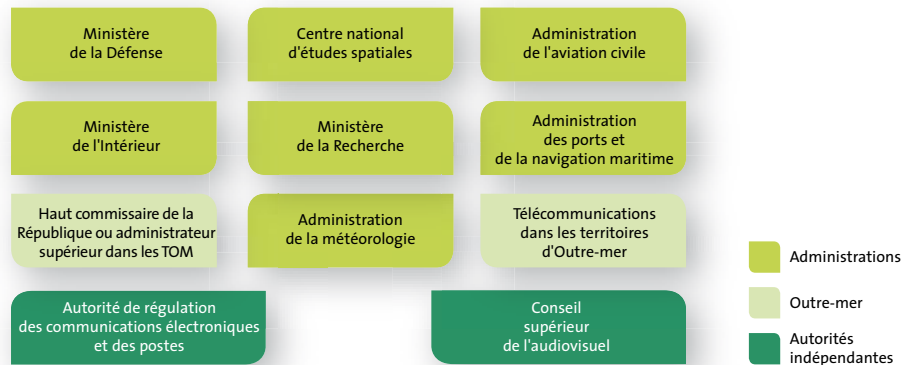 Ministère
de la Défense
Centre national
d'études spatiales
Administration
de l'aviation civile
Ministère
de l'Intérieur
Ministère
de la Recherche
Administration
des ports et
de la navigation maritime
Haut commissaire de la
République ou administrateur
supérieur dans les TOM
Administration
de la météorologie
Télécommunications
dans les territoires
d'Outre-mer
Autorité de régulation
des communications électroniques
et des postes
Conseil
supérieur
de l'audiovisuel
Administrations
Outre-mer
Autorités
indépendantes